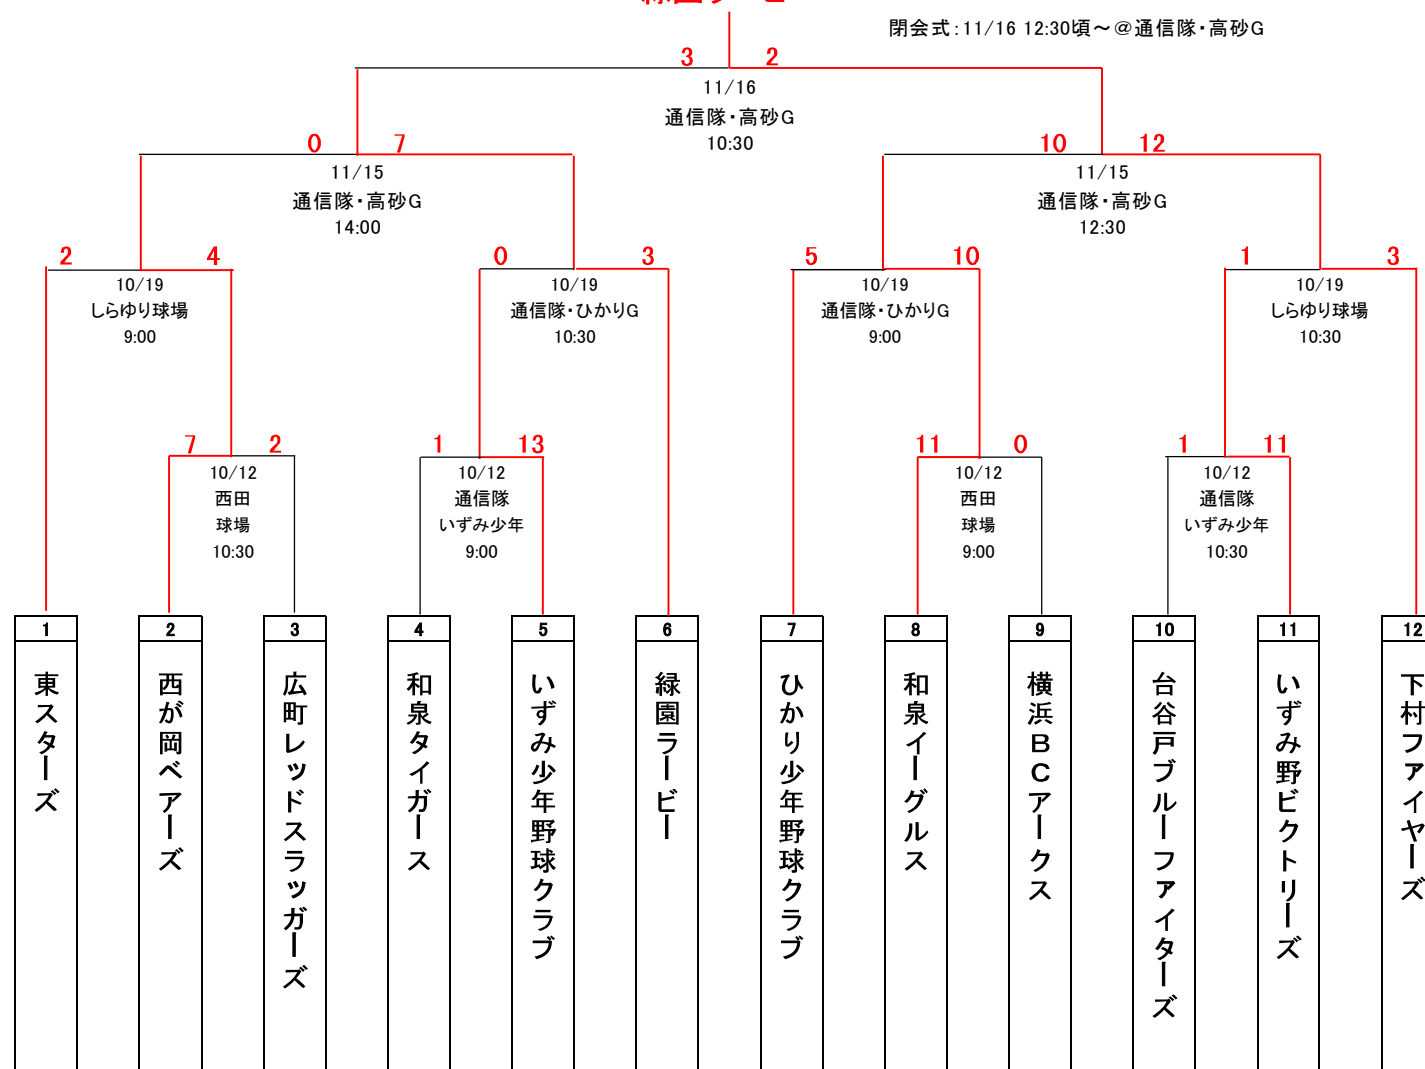 閉会式：11/16 12:30頃～＠通信隊・高砂G
3 2
11/16
通信隊・高砂G
10:30
0 7
11/15
通信隊・高砂G
14:00
10 12
11/15
通信隊・高砂G
12:30
2 4
10/19
しらゆり球場
9:00
0 3
10/19
通信隊・ひかりG
10:30
5 10
10/19
通信隊・ひかりG
9:00
1 3
10/19
しらゆり球場
10:30
7 2
10/12
西田
球場
10:30
1 13
10/12
通信隊
いずみ少年
9:00
11 0
10/12
西田
球場
9:00
1 11
10/12
通信隊
いずみ少年
10:30
1
東スターズ
2
西が岡ベアーズ
3
広町レッドスラッガーズ
4
和泉タイガース
5
いずみ少年野球クラブ
6
緑園ラービー
7
ひかり少年野球クラブ
8
和泉イーグルス
9
横浜BCアークス
10
台谷戸ブルーファイターズ
11
いずみ野ビクトリーズ
12
下村ファイヤーズ